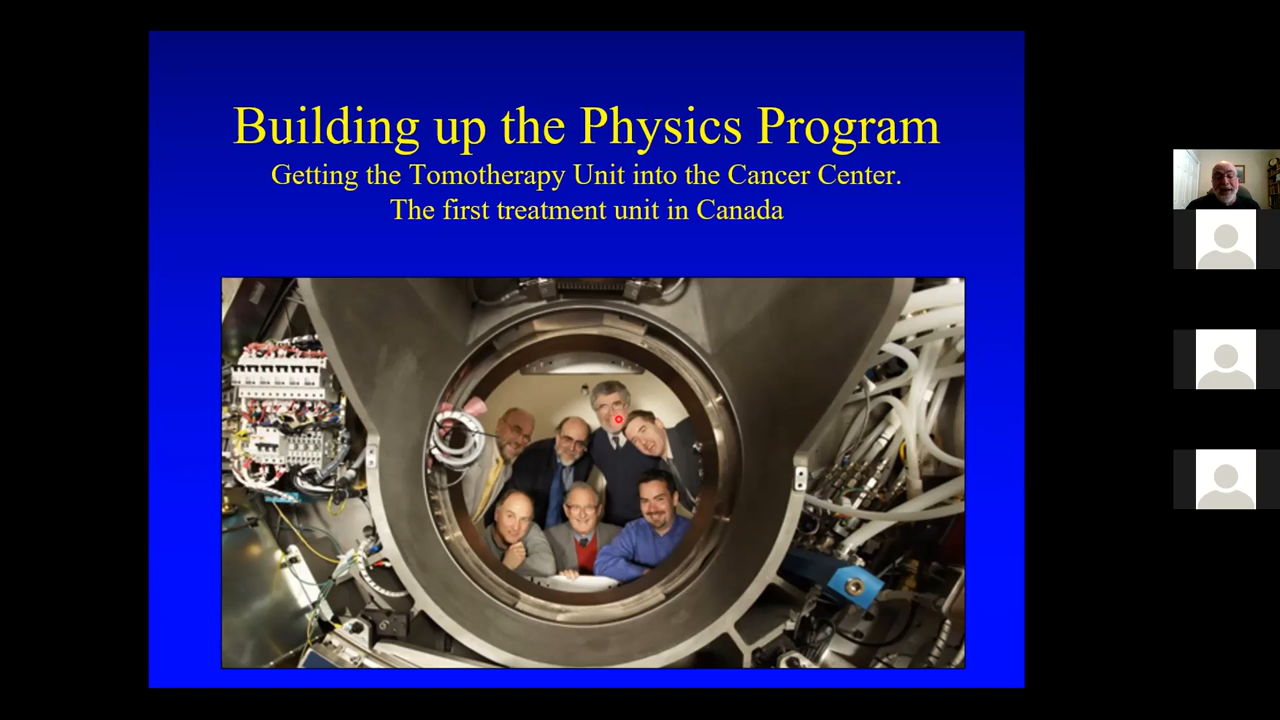 Building up the Physics Program
Getting the Tomotherapy Unit into the Cancer Center.
The first treatment unit in Canada